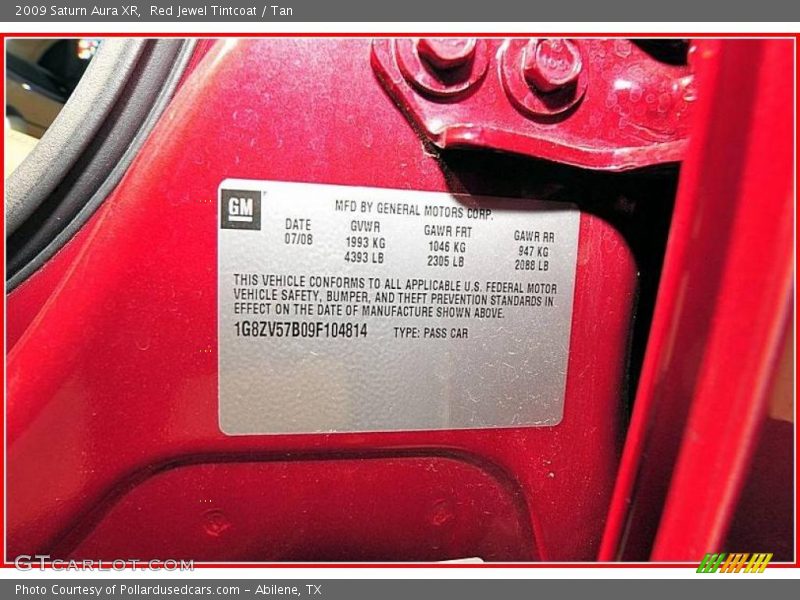 2009 Saturn Aura XR,  Red Jewel Tintcoat / Tan
GM
MFD BY GENERAL MOTORS CORP.
DATE GVWR GAWR FRT GAWR RR
07/08 1993 KG 1046 KG 947 KG
4393 LB 2305 LB 2088 LB
THIS VEHICLE CONFORMS TO ALL APPLICABLE U.S. FEDERAL MOTOR
VEHICLE SAFETY, BUMPER, AND THEFT PREVENTION STANDARDS IN
EFFECT ON THE DATE OF MANUFACTURE SHOWN ABOVE.
1G8ZV57B09F104814 TYPE: PASS CAR
GTCARLOT.COM
Photo Courtesy of Pollardusedcars.com - Abilene, TX